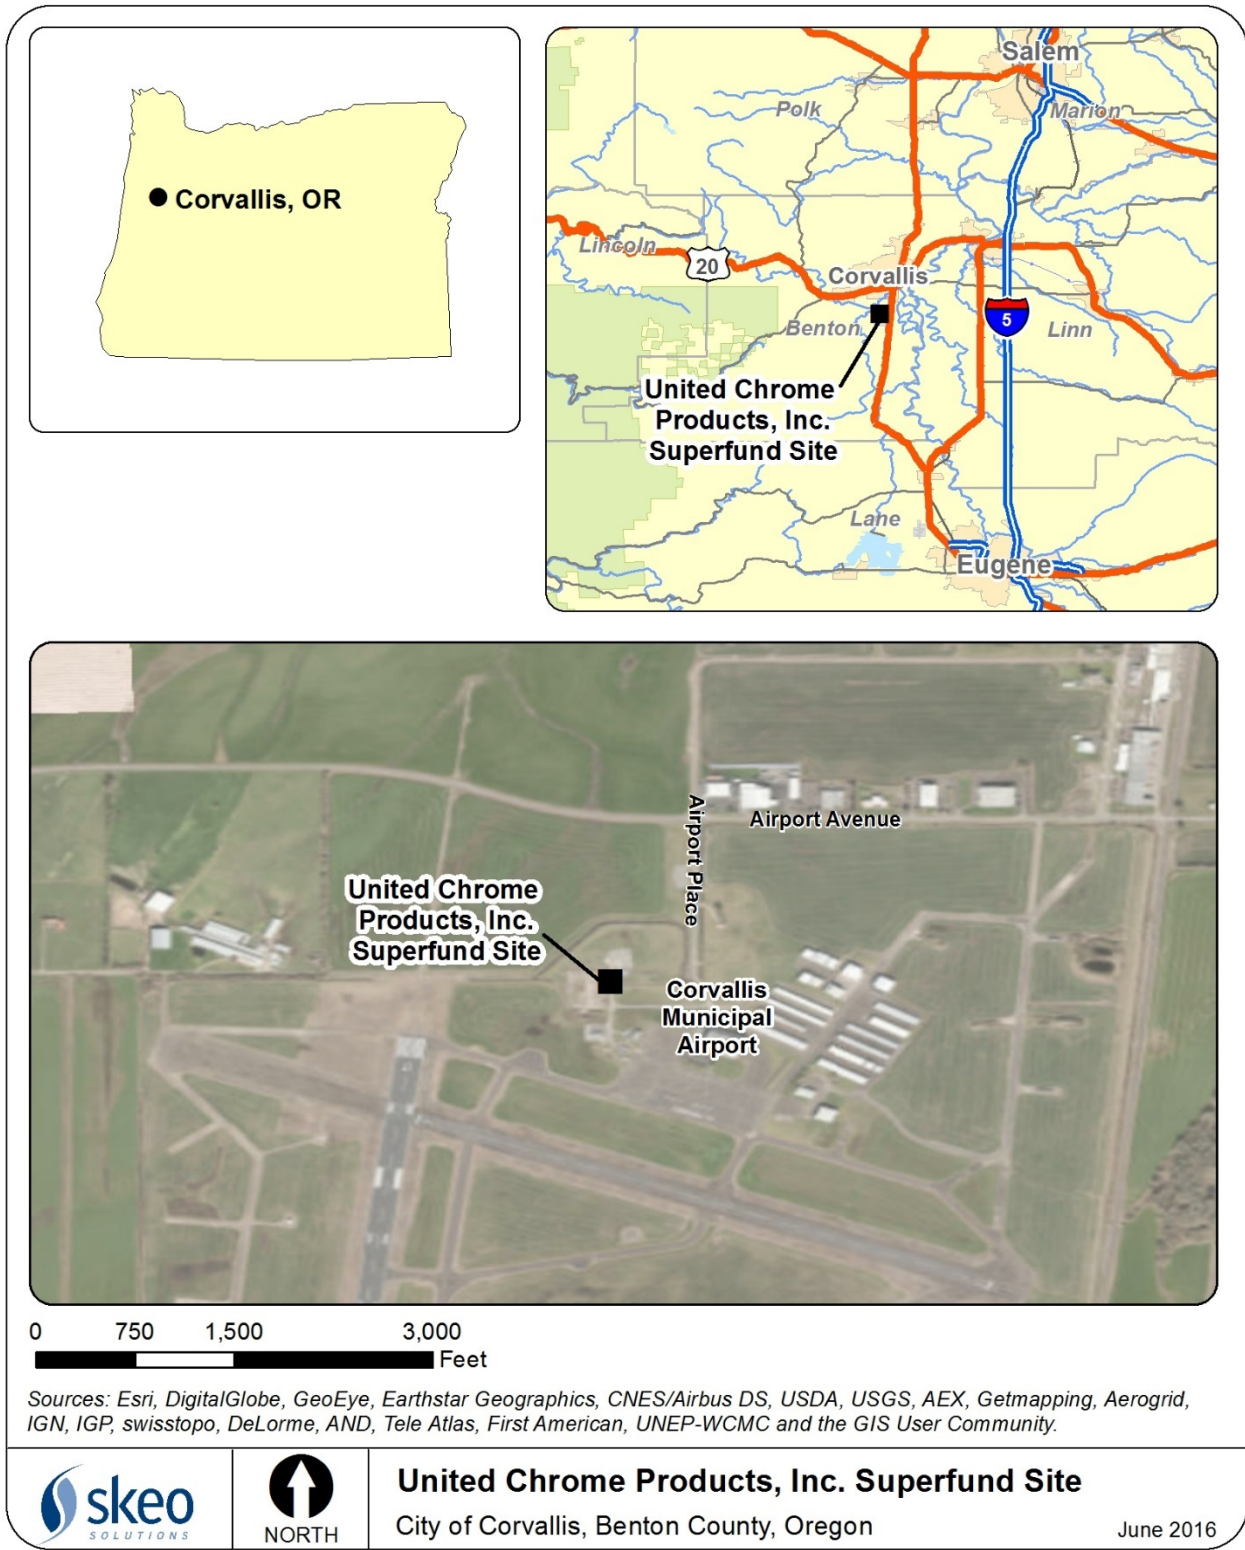 Corvallis, OR
Salem
Polk
Marion
Lincoln
20
Corvallis
Benton
5
Linn
United Chrome
Products, Inc.
Superfund Site
Lane
Eugene
Airport Place
Airport Avenue
United Chrome
Products, Inc.
Superfund Site
Corvallis
Municipal
Airport
0 750 1,500 3,000
Feet
Sources: Esri, DigitalGlobe, GeoEye, Earthstar Geographics, CNES/Airbus DS, USDA, USGS, AEX, Getmapping, Aerogrid,
IGN, IGP, swisstopo, DeLorme, AND, Tele Atlas, First American, UNEP-WCMC and the GIS User Community.
skeo
SOLUTIONS
NORTH
United Chrome Products, Inc. Superfund Site
City of Corvallis, Benton County, Oregon
June 2016